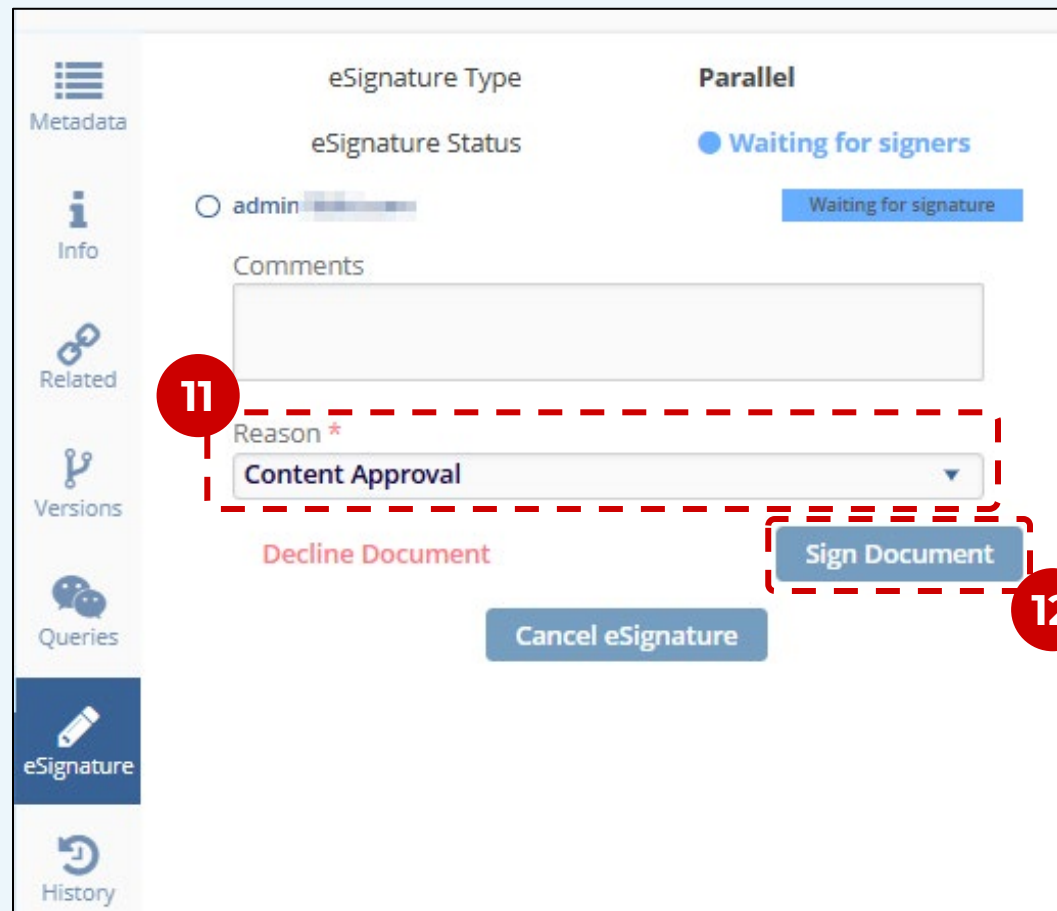 Metadata
Info
Related
Versions
Queries
eSignature
History
eSignature Type Parallel
eSignature Status Waiting for signers
admin Waiting for signature
Comments
11
Reason *
Content Approval
Decline Document Sign Document
12
Cancel eSignature